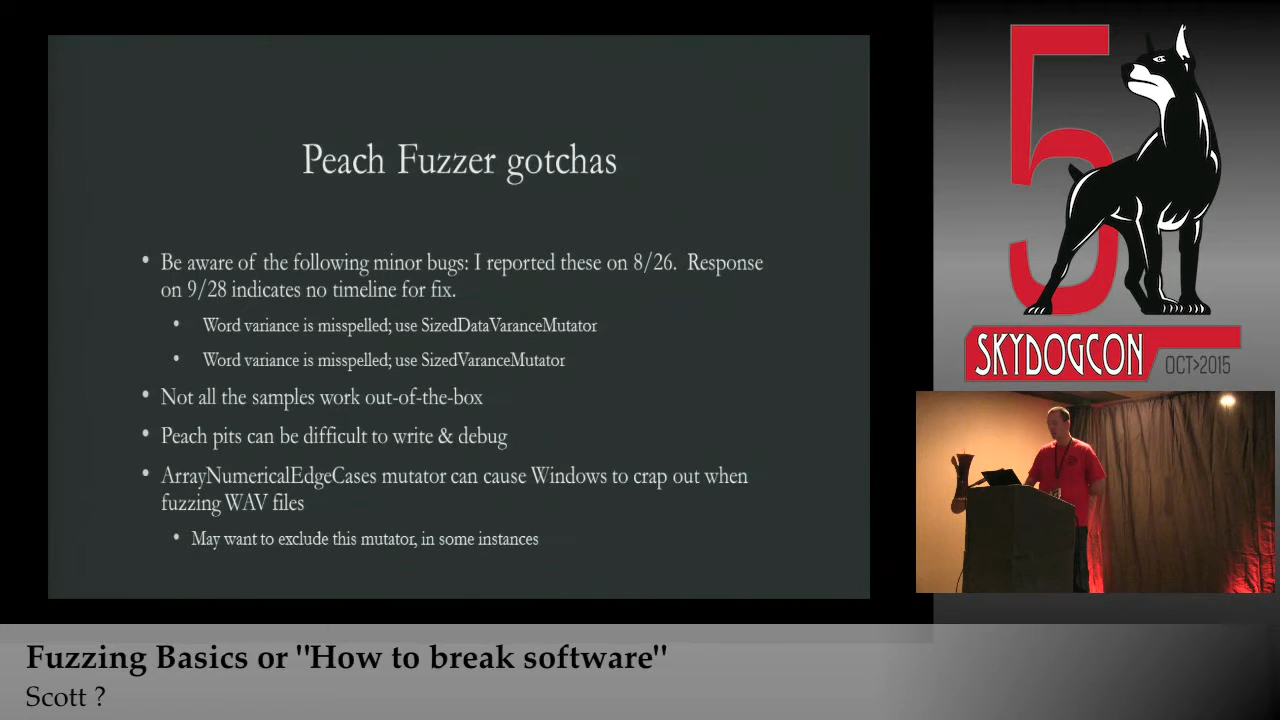 Peach Fuzzer gotchas
• Be aware of the following minor bugs: I reported these on 8/26. Response
on 9/28 indicates no timeline for fix.
• Word variance is misspelled; use SizedDataVaranceMutator
• Word variance is misspelled; use SizedVaranceMutator
• Not all the samples work out-of-the-box
• Peach pits can be difficult to write & debug
• ArrayNumericalEdgeCases mutator can cause Windows to crap out when
fuzzing WAV files
• May want to exclude this mutator, in some instances
5
SKYDOGCON
OCT>2015
Fuzzing Basics or "How to break software"
Scott ?